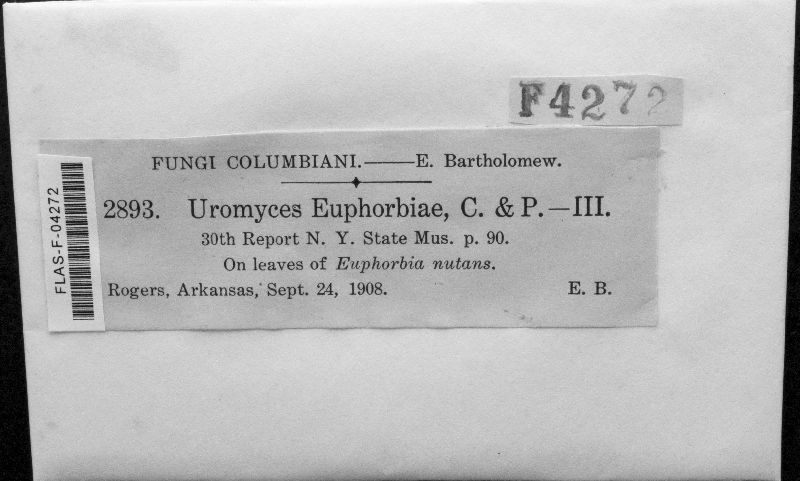 F4272
FUNGI COLUMBIANI.——E. Bartholomew.
2893. Uromyces Euphorbiae, C. & P.—III.
30th Report N. Y. State Mus. p. 90.
On leaves of Euphorbia nutans.
Rogers, Arkansas, Sept. 24, 1908. E. B.
FLAS-F-04272